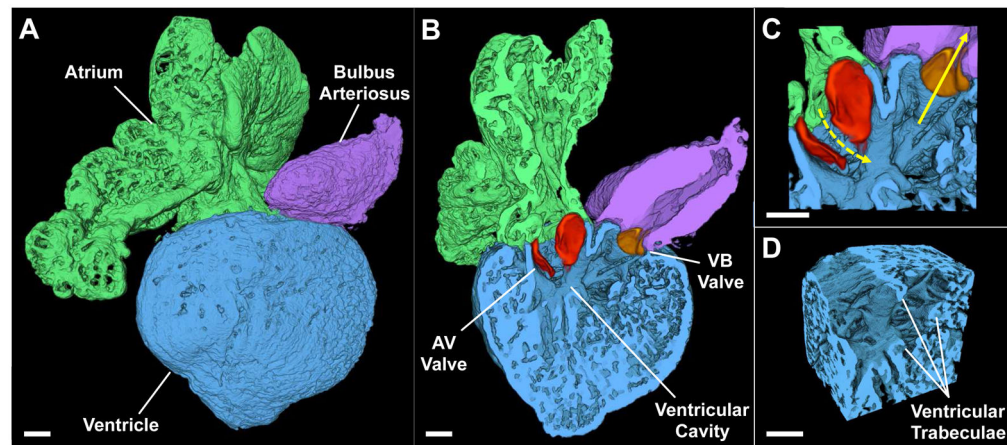 A
Atrium
Bulbus
Arteriosus
Ventricle
B
AV
Valve
VB
Valve
Ventricular
Cavity
C
D
Ventricular
Trabeculae